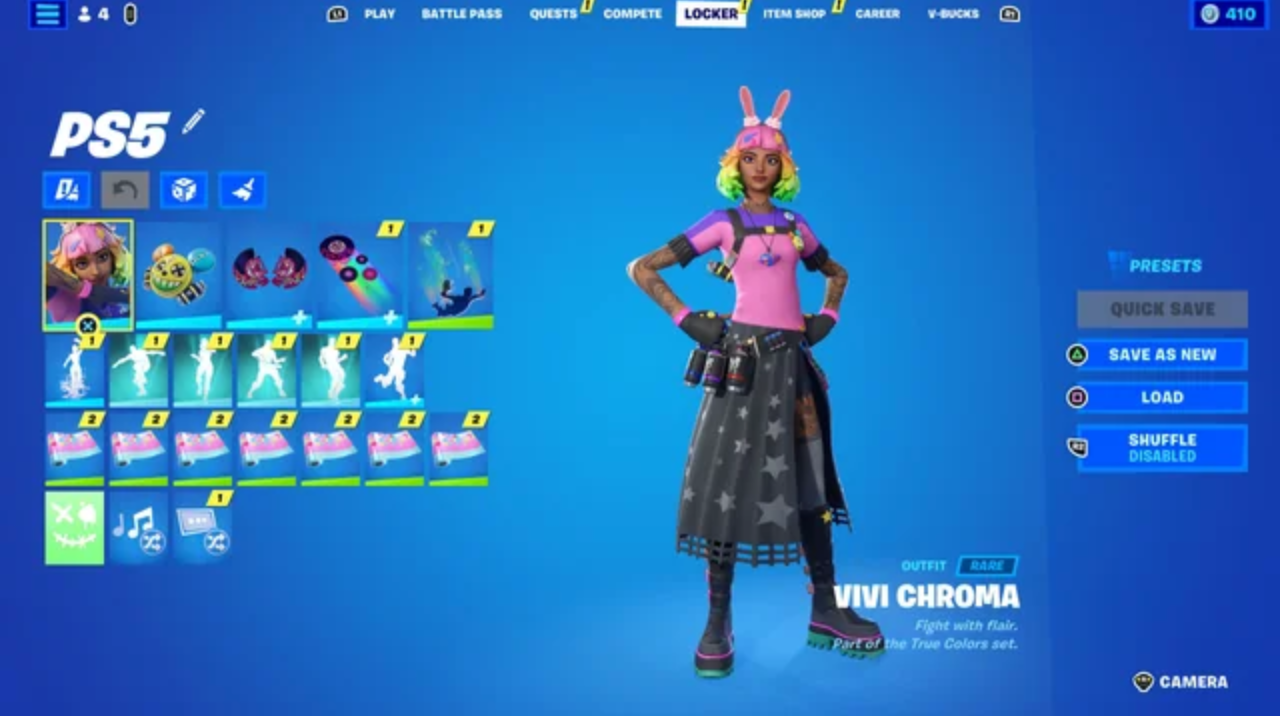 4
PLAY
BATTLE PASS
QUESTS
!
COMPETE
LOCKER
!
ITEM SHOP
!
CAREER
V-BUCKS
410
PS5
1
1
1
1
1
1
1
1
2
2
2
2
2
2
2
1
PRESETS
QUICK SAVE
SAVE AS NEW
LOAD
SHUFFLE
DISABLED
OUTFIT RARE
VIVI CHROMA
Fight with flair.
Part of the True Colors set.
CAMERA